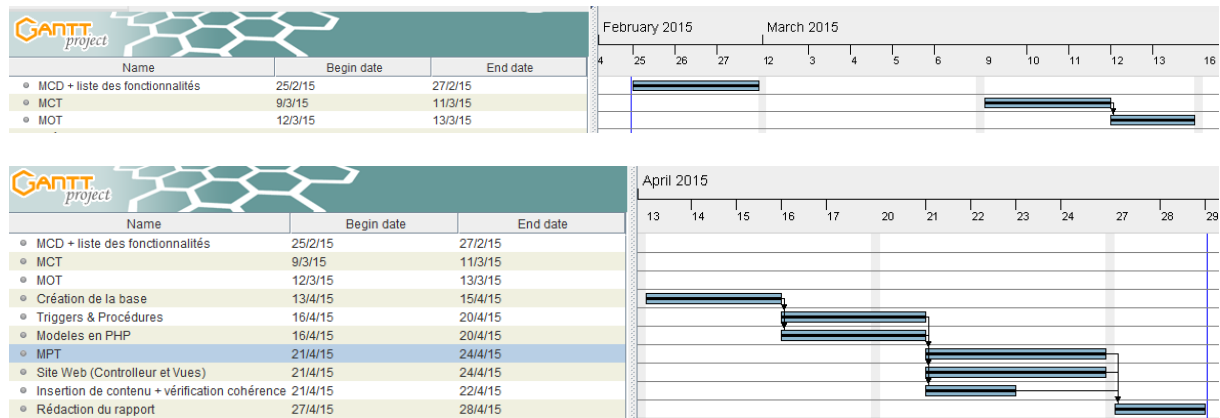 GANTT project
February 2015 March 2015
4 25 26 27 12 3 4 5 6 9 10 11 12 13 16
Name Begin date End date
MCD + liste des fonctionnalités 25/2/15 27/2/15
MCT 9/3/15 11/3/15
MOT 12/3/15 13/3/15
GANTT project
April 2015
13 14 15 16 17 20 21 22 23 24 27 28 29
Name Begin date End date
MCD + liste des fonctionnalités 25/2/15 27/2/15
MCT 9/3/15 11/3/15
MOT 12/3/15 13/3/15
Création de la base 13/4/15 15/4/15
Triggers & Procédures 16/4/15 20/4/15
Modeles en PHP 16/4/15 20/4/15
MPT 21/4/15 24/4/15
Site Web (Controlleur et Vues) 21/4/15 24/4/15
Insertion de contenu + vérification cohérence 21/4/15 22/4/15
Rédaction du rapport 27/4/15 28/4/15